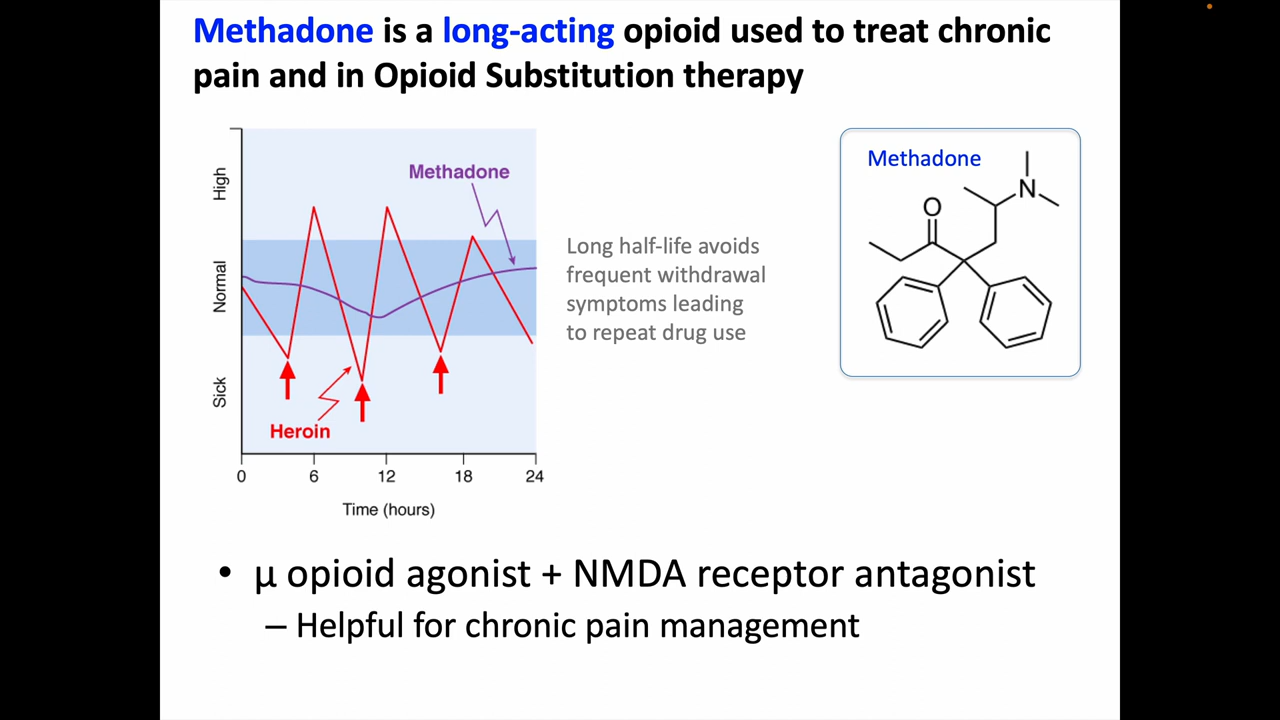 Methadone is a long-acting opioid used to treat chronic
pain and in Opioid Substitution therapy
High
Normal
Sick
Methadone
Heroin
0 6 12 18 24
Time (hours)
Long half-life avoids
frequent withdrawal
symptoms leading
to repeat drug use
Methadone
N
O
• μ opioid agonist + NMDA receptor antagonist
– Helpful for chronic pain management